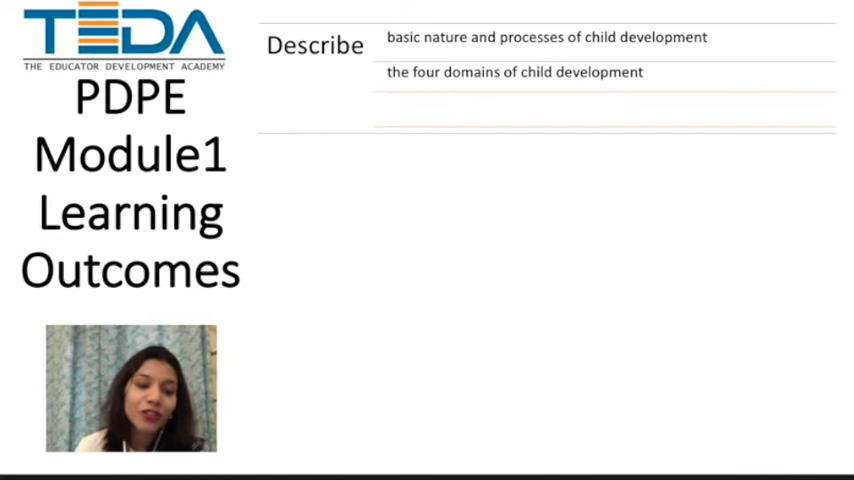 TEDA
THE EDUCATOR DEVELOPMENT ACADEMY
PDPE
Module1
Learning
Outcomes
Describe
basic nature and processes of child development
the four domains of child development